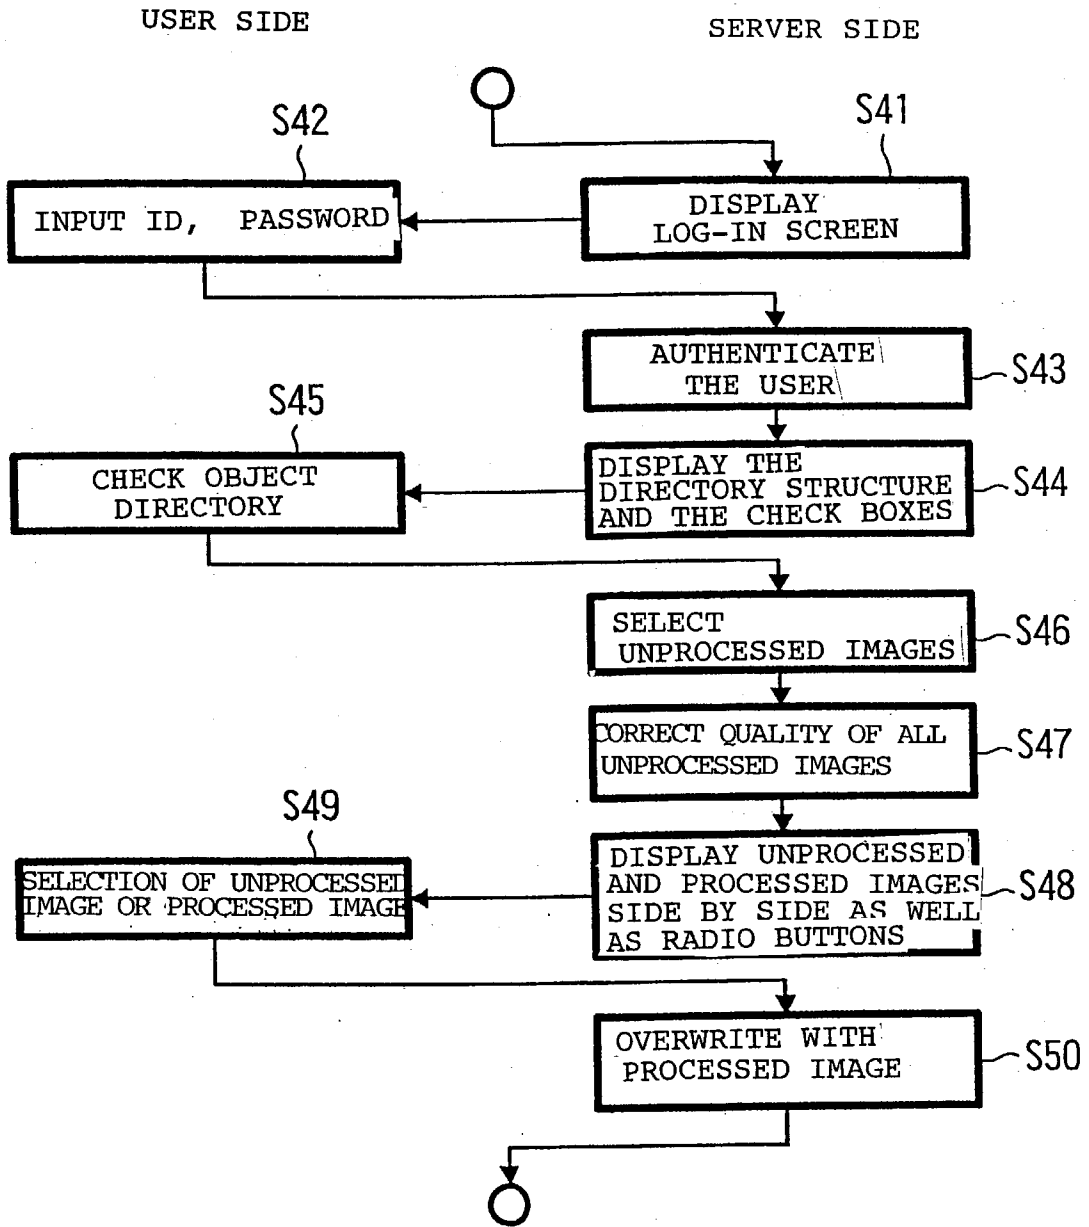 USER SIDE
SERVER SIDE
S42
S41
INPUT ID, PASSWORD
DISPLAY
LOG-IN SCREEN
AUTHENTICATE
THE USER
S43
S45
CHECK OBJECT
DIRECTORY
DISPLAY THE
DIRECTORY STRUCTURE
AND THE CHECK BOXES
S44
SELECT
UNPROCESSED IMAGES
S46
CORRECT QUALITY OF ALL
UNPROCESSED IMAGES
S47
S49
SELECTION OF UNPROCESSED
IMAGE OR PROCESSED IMAGE
DISPLAY UNPROCESSED
AND PROCESSED IMAGES
SIDE BY SIDE AS WELL
AS RADIO BUTTONS
S48
OVERWRITE WITH
PROCESSED IMAGE
S50